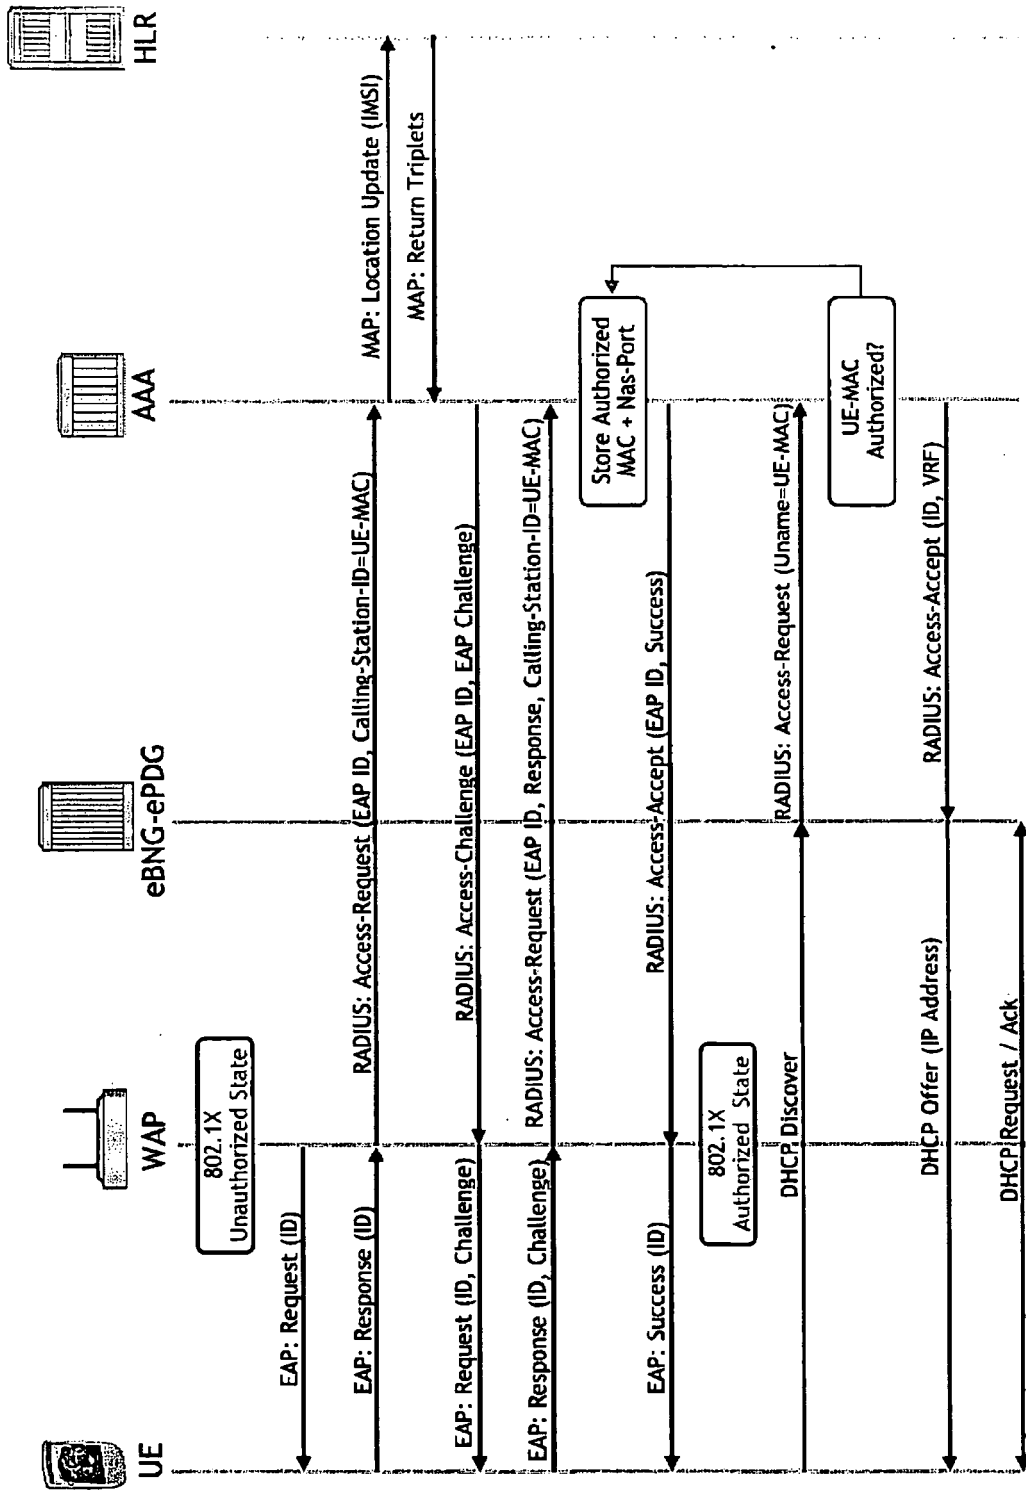 UE
WAP
eBNG-ePDG
AAA
HLR
802.1X
Unauthorized State
EAP: Request (ID)
EAP: Response (ID)
RADIUS: Access-Request (EAP ID, Calling-Station-ID=UE-MAC)
MAP: Location Update (IMSI)
MAP: Return Triplets
RADIUS: Access-Challenge (EAP ID, EAP Challenge)
EAP: Request (ID, Challenge)
EAP: Response (ID, Challenge)
RADIUS: Access-Request (EAP ID, Response, Calling-Station-ID=UE-MAC)
Store Authorized
MAC + Nas-Port
RADIUS: Access-Accept (EAP ID, Success)
EAP: Success (ID)
802.1X
Authorized State
DHCP Discover
RADIUS: Access-Request (Uname=UE-MAC)
UE-MAC
Authorized?
RADIUS: Access-Accept (ID, VRF)
DHCP Offer (IP Address)
DHCP Request / Ack